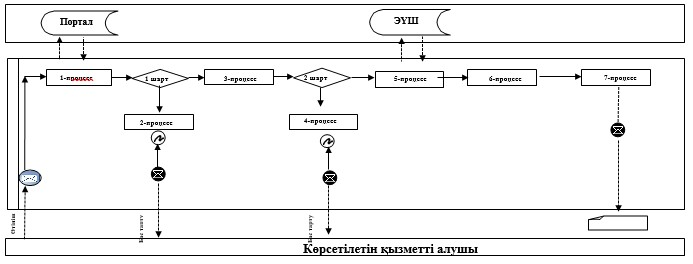 Портал
ЭҮШ
1-процесс
1 шарт
3-процесс
2 шарт
5-процесс
6-процесс
7-процесс
2-процесс
4-процесс
Өтініш
Бас тарту
Бас тарту
Көрсетілетін қызметті алушы